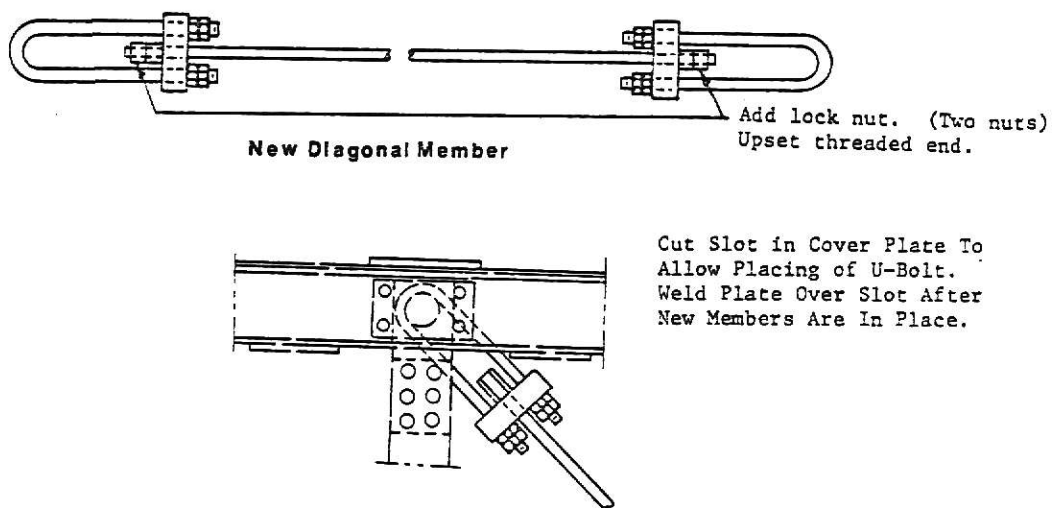 Add lock nut. (Two nuts)
Upset threaded end.
New Diagonal Member
Cut Slot in Cover Plate To
Allow Placing of U-Bolt.
Weld Plate Over Slot After
New Members Are In Place.